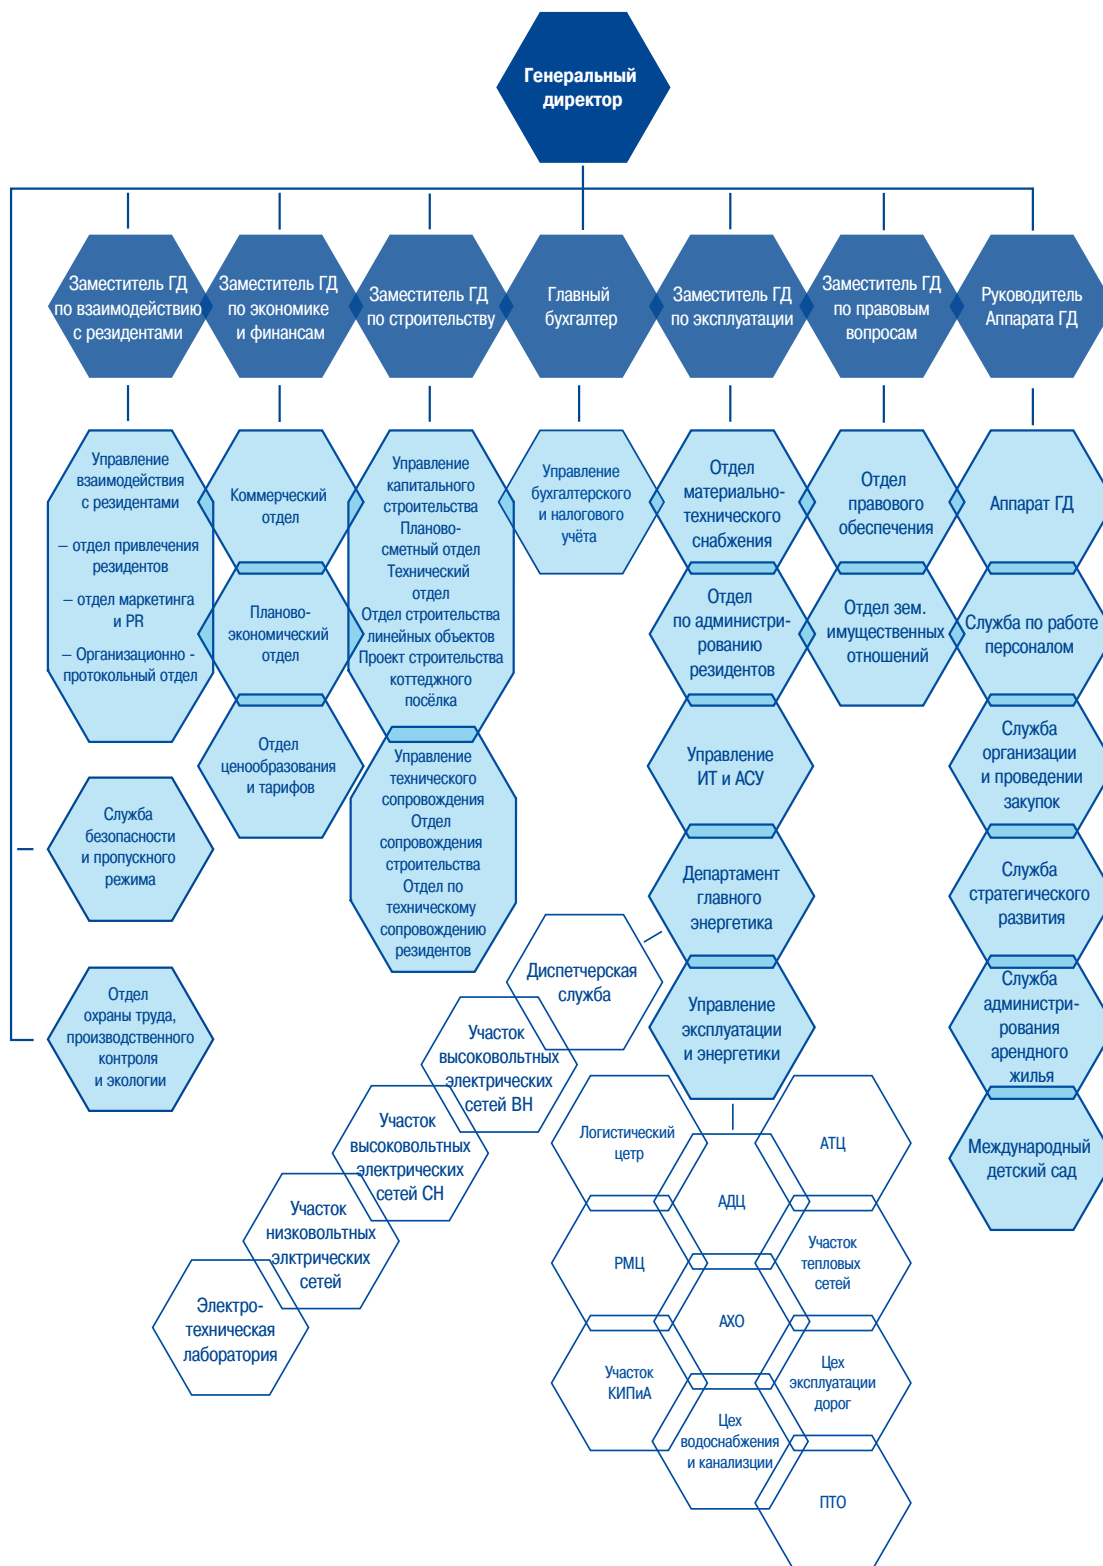 Генеральный
директор
Заместитель ГД
по взаимодействию
с резидентами
Заместитель ГД
по экономике
и финансам
Заместитель ГД
по строительству
Главный
бухгалтер
Заместитель ГД
по эксплуатации
Заместитель ГД
по правовым
вопросам
Руководитель
Аппарата ГД
Управление
взаимодействия
с резидентами
– отдел привлечения
резидентов
– отдел маркетинга
и PR
– Организационно -
протокольный отдел
Служба
безопасности
и пропускного
режима
Отдел
охраны труда,
производственного
контроля
и экологии
Коммерческий
отдел
Планово-
экономический
отдел
Отдел
ценообразования
и тарифов
Управление
капитального
строительства
Планово-
сметный отдел
Технический
отдел
Отдел строительства
линейных объектов
Проект строительства
коттеджного
посёлка
Управление
технического
сопровождения
Отдел
сопровождения
строительства
Отдел по
техническому
сопровождению
резидентов
Управление
бухгалтерского
и налогового
учёта
Отдел
материально-
технического
снабжения
Отдел
по администри-
рованию
резидентов
Управление
ИТ и АСУ
Департамент
главного
энергетика
Управление
эксплуатации
и энергетики
Отдел
правового
обеспечения
Отдел зем.
имущественных
отношений
Аппарат ГД
Служба по работе
персоналом
Служба
организации
и проведении
закупок
Служба
стратегического
развития
Служба
администри-
рования
арендного
жилья
Международный
детский сад
Диспетчерская
служба
Участок
высоковольтных
электрических
сетей ВН
Участок
высоковольтных
электрических
сетей СН
Участок
низковольтных
элктрических
сетей
Электро-
техническая
лаборатория
Логистический
цетр
АДЦ
АТЦ
РМЦ
АХО
Участок
тепловых
сетей
Участок
КИПиА
Цех
водоснабжения
и канализции
Цех
эксплуатации
дорог
ПТО